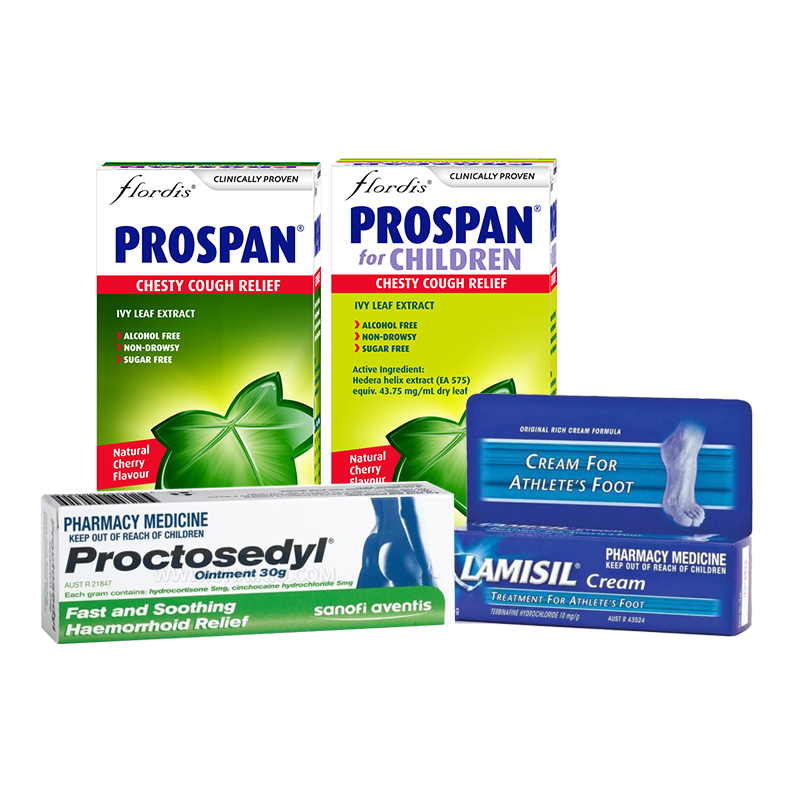 PROSPAN
flordis®
CLINICALLY PROVEN
PROSPAN®
CHESTY COUGH RELIEF
IVY LEAF EXTRACT
ALCOHOL FREE
NON-DROWSY
SUGAR FREE
Natural
Cherry
Flavour
PROSPAN
flordis®
CLINICALLY PROVEN
PROSPAN®
for CHILDREN
CHESTY COUGH RELIEF
IVY LEAF EXTRACT
ALCOHOL FREE
NON-DROWSY
SUGAR FREE
Active Ingredient:
Hedera helix extract (EA 575)
equiv. 43.75 mg/mL dry leaf
Natural
Cherry
Flavour
PHARMACY MEDICINE
KEEP OUT OF REACH OF CHILDREN
Proctosedyl®
Ointment 30g
AUST R 21847
Each gram contains: hydrocortisone 5mg, cinchocaine hydrochloride 5mg
Fast and Soothing
Haemorrhoid Relief
sanofi aventis
ORIGINAL RICH CREAM FORMULA
CREAM FOR
ATHLETE'S FOOT
PHARMACY MEDICINE
KEEP OUT OF REACH OF CHILDREN
LAMISIL® Cream
TREATMENT FOR ATHLETE'S FOOT
TERBINAFINE HYDROCHLORIDE 10 mg/g
AUST R 43524